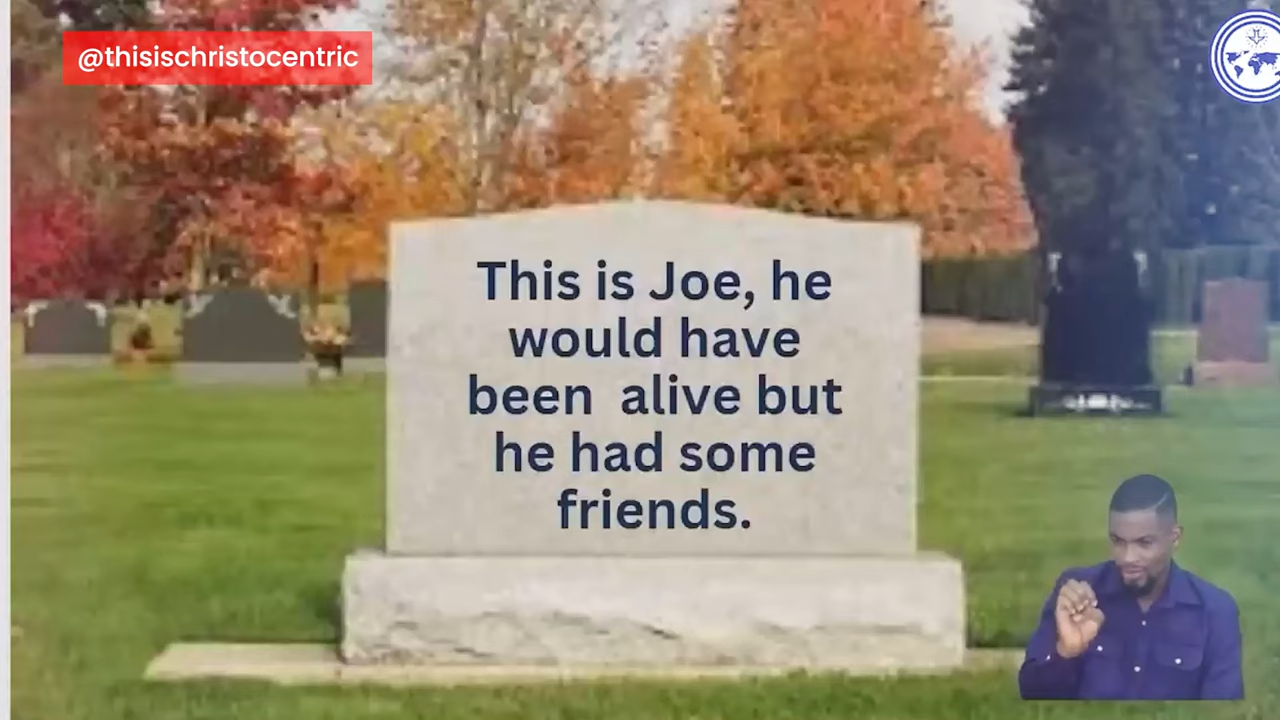 @thisischristocentric
This is Joe, he
would have
been  alive but
he had some
friends.